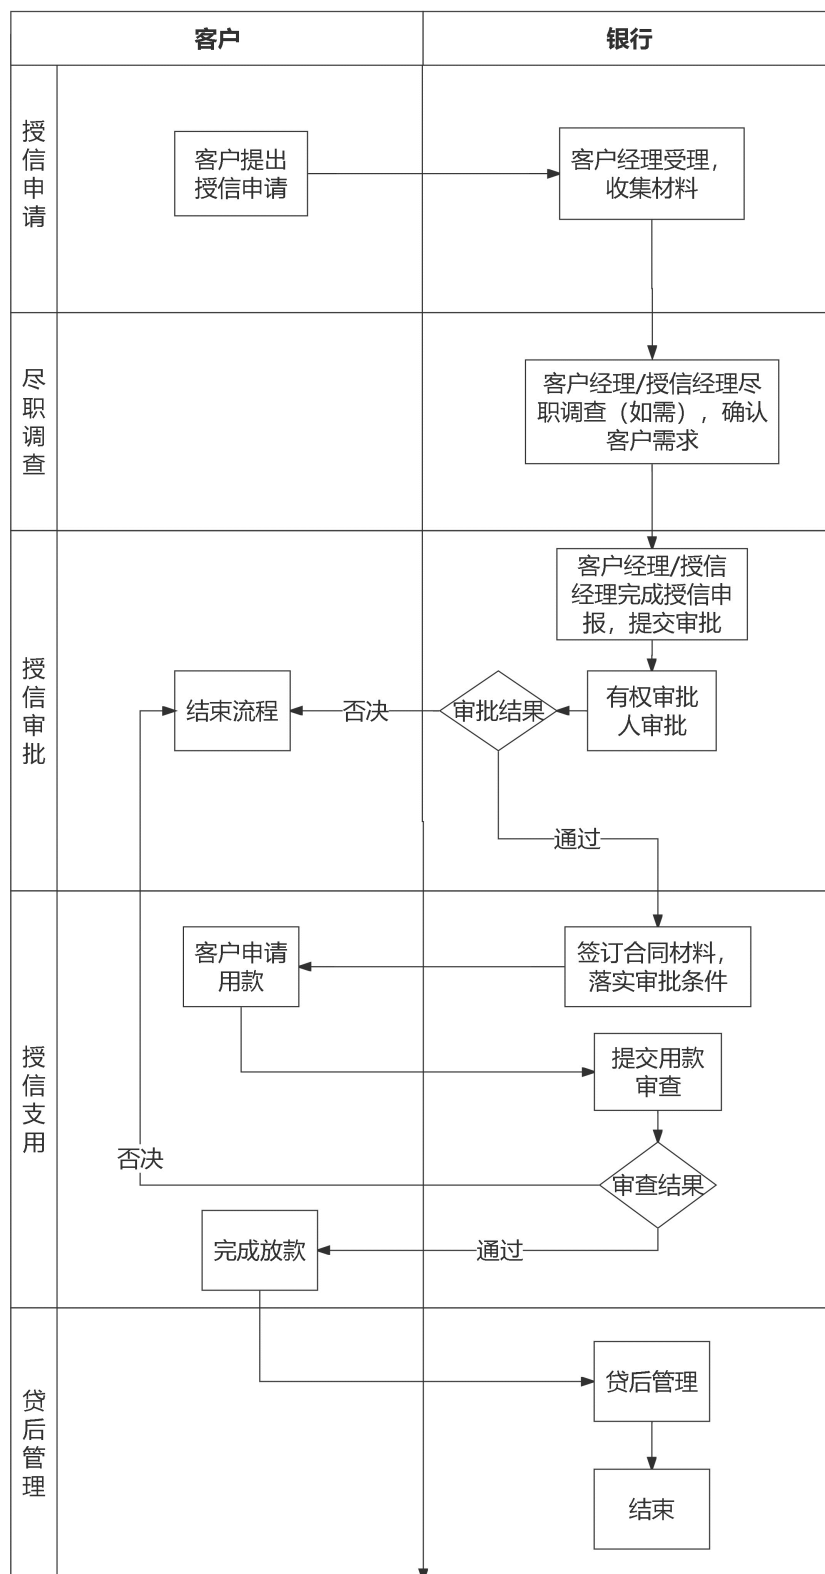 客户
银行
授信申请
客户提出
授信申请
客户经理受理，
收集材料
尽职调查
客户经理/授信经理尽
职调查（如需），确认
客户需求
授信审批
客户经理/授信
经理完成授信申
报，提交审批
结束流程
否决
审批结果
有权审批
人审批
通过
授信支用
客户申请
用款
签订合同材料，
落实审批条件
提交用款
审查
否决
审查结果
完成放款
通过
贷后管理
贷后管理
结束